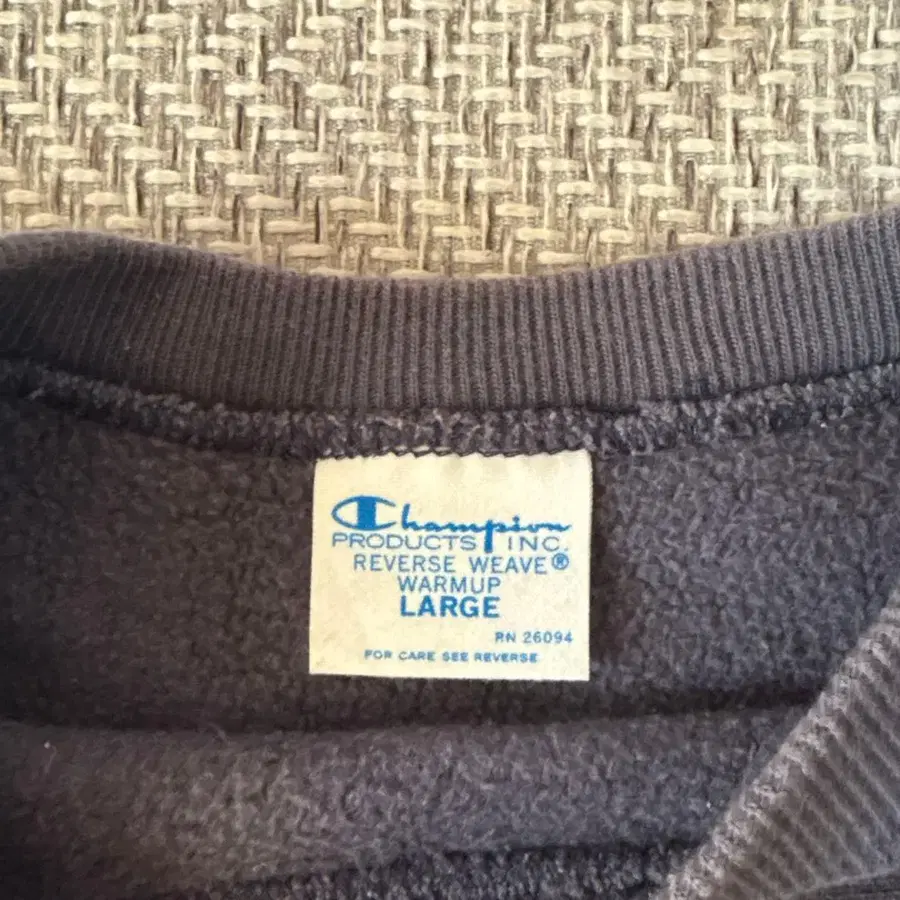 Champion
PRODUCTS INC.
REVERSE WEAVE®
WARMUP
LARGE
RN 26094
FOR CARE SEE REVERSE